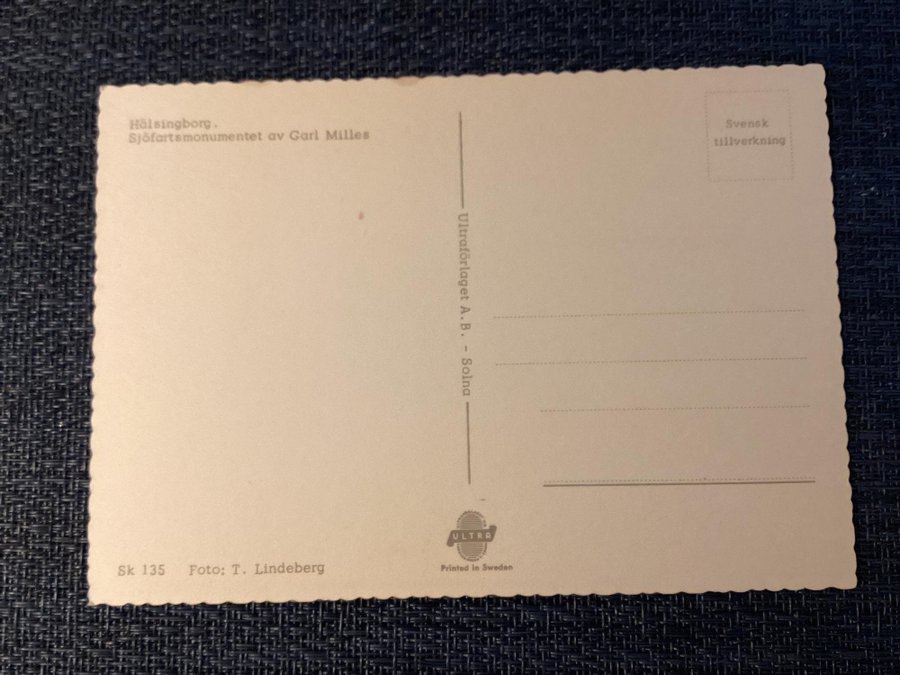 Hälsingborg.
Sjöfartsmonumentet av Carl Milles
Svensk
tillverkning
Ultraförlaget A.B. - Solna
ULTRA
Printed in Sweden
Sk 135 Foto: T. Lindeberg